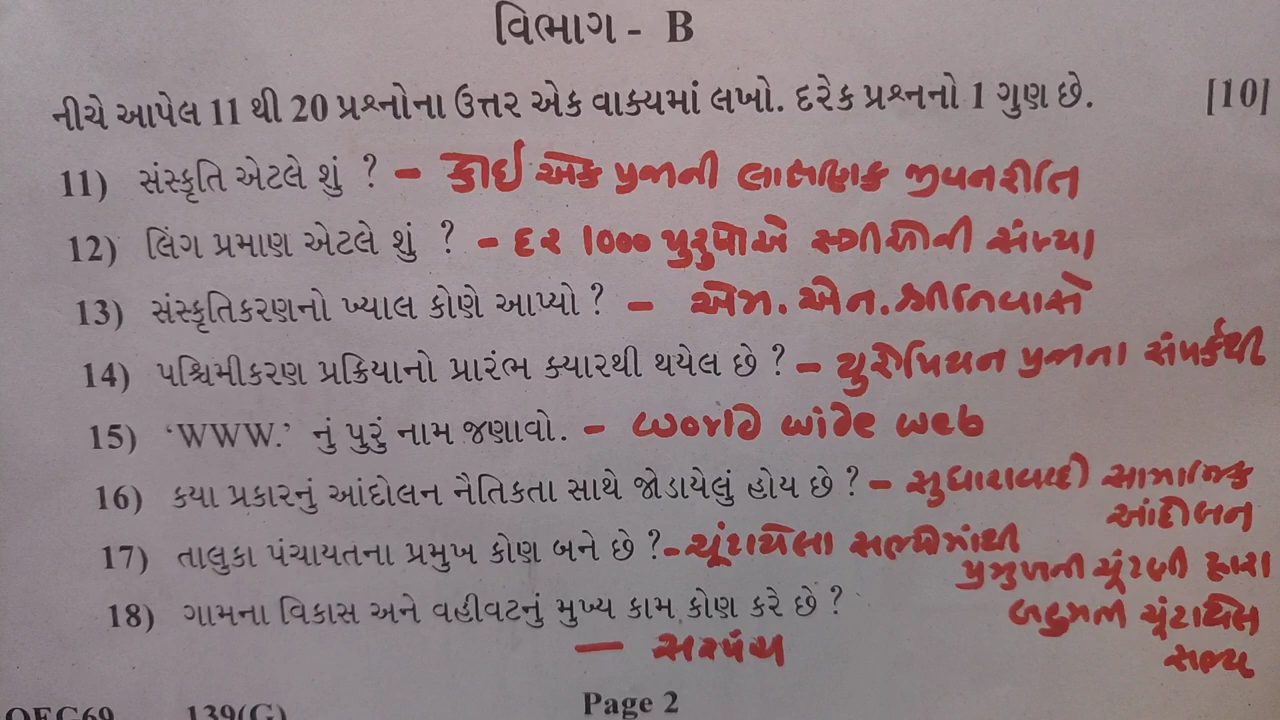 વિભાગ - B
નીચે આપેલ 11 થી 20 પ્રશ્નોના ઉત્તર એક વાક્યમાં લખો. દરેક પ્રશ્નનો 1 ગુણ છે. [10]
11) સંસ્કૃતિ એટલે શું ? - કોઈ એક પ્રજાની લાક્ષણિક જીવનરીતિ
12) લિંગ પ્રમાણ એટલે શું ? - દર 1000 પુરુષોએ સ્ત્રીઓની સંખ્યા
13) સંસ્કૃતિકરણનો ખ્યાલ કોણે આપ્યો ? - એમ. એન. શ્રીનિવાસે
14) પશ્ચિમીકરણ પ્રક્રિયાનો પ્રારંભ ક્યારથી થયેલ છે ? - યુરોપિયન પ્રજાના સંપર્કથી
15) ‘WWW.’ નું પુરું નામ જણાવો. - World Wide Web
16) કયા પ્રકારનું આંદોલન નૈતિકતા સાથે જોડાયેલું હોય છે ? - સુધારાવાદી સામાજિક
આંદોલન
17) તાલુકા પંચાયતના પ્રમુખ કોણ બને છે ? - ચૂંટાયેલા સભ્યોમાંથી
પ્રમુખની ચૂંટણી દ્વારા
18) ગામના વિકાસ અને વહીવટનું મુખ્ય કામ કોણ કરે છે ? બહુમત ચૂંટાયેલ
- સરપંચ સભ્ય
139(G) Page 2